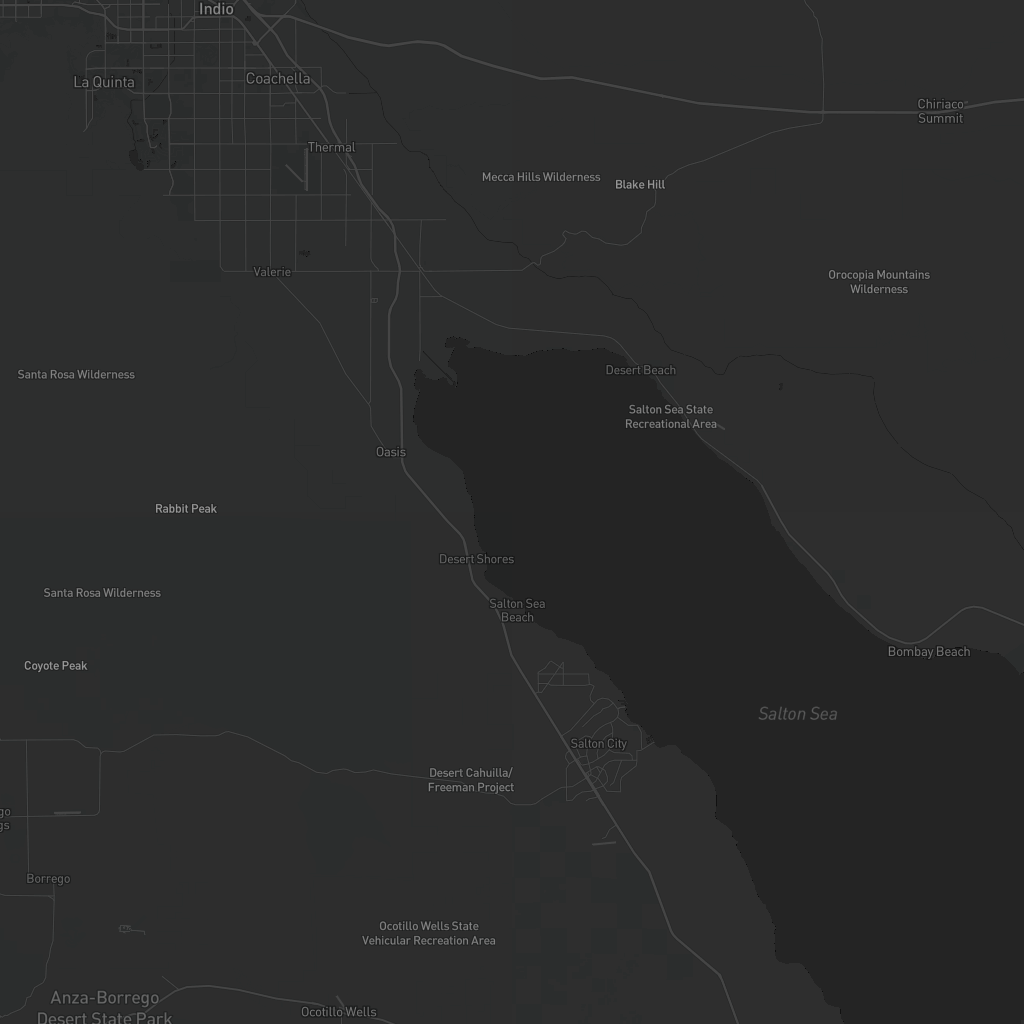 Indio
La Quinta
Coachella
Chiriaco
Summit
Thermal
Mecca Hills Wilderness
Blake Hill
Valerie
Orocopia Mountains
Wilderness
Santa Rosa Wilderness
Desert Beach
Salton Sea State
Recreational Area
Oasis
Rabbit Peak
Desert Shores
Santa Rosa Wilderness
Salton Sea
Beach
Coyote Peak
Bombay Beach
Salton Sea
Salton City
Desert Cahuilla/
Freeman Project
go
gs
Borrego
Ocotillo Wells State
Vehicular Recreation Area
Anza-Borrego
Desert State Park
Ocotillo Wells